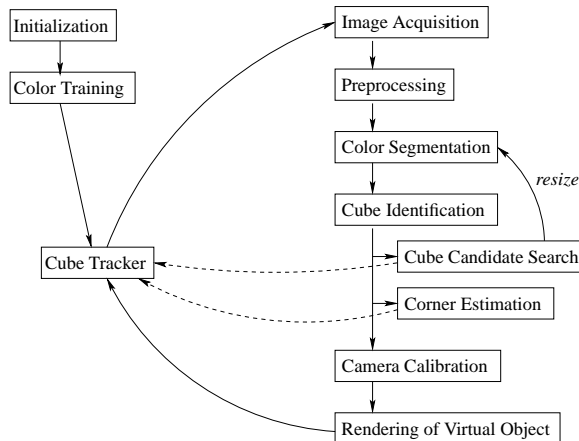 Initialization
Color Training
Cube Tracker
Image Acquisition
Preprocessing
Color Segmentation
resize
Cube Identification
Cube Candidate Search
Corner Estimation
Camera Calibration
Rendering of Virtual Object